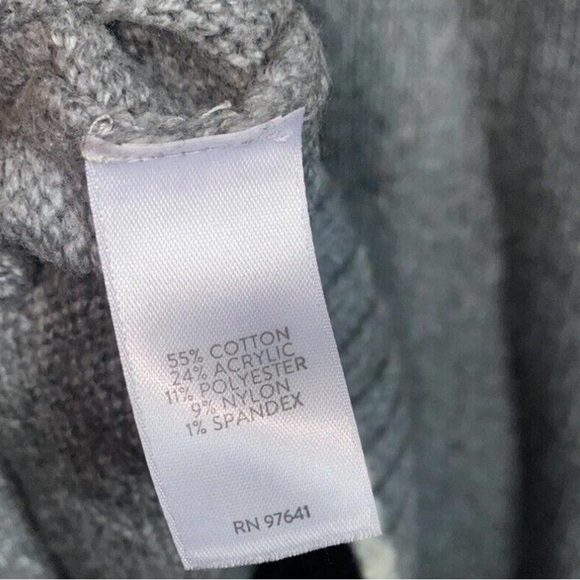 55% COTTON
24% ACRYLIC
11% POLYESTER
9% NYLON
1% SPANDEX
RN 97641